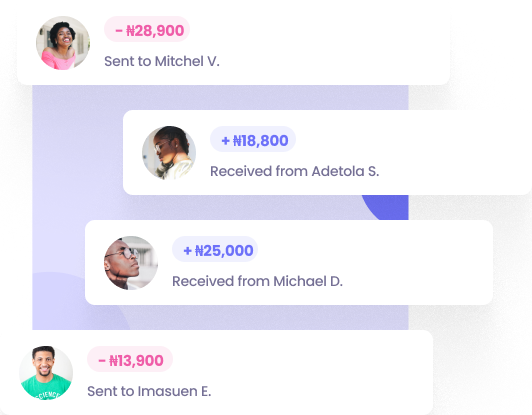 - ₦28,900
Sent to Mitchel V.
+ ₦18,800
Received from Adetola S.
+ ₦25,000
Received from Michael D.
- ₦13,900
Sent to Imasuen E.